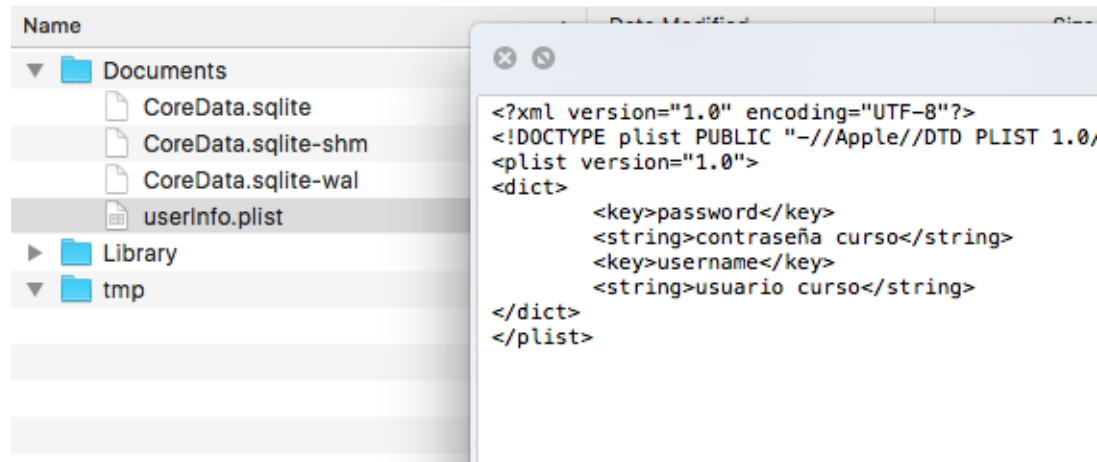 Name
Documents
CoreData.sqlite
CoreData.sqlite-shm
CoreData.sqlite-wal
userInfo.plist
Library
tmp
<?xml version="1.0" encoding="UTF-8"?>
<!DOCTYPE plist PUBLIC "-//Apple//DTD PLIST 1.0/
<plist version="1.0">
<dict>
<key>password</key>
<string>contraseña curso</string>
<key>username</key>
<string>usuario curso</string>
</dict>
</plist>